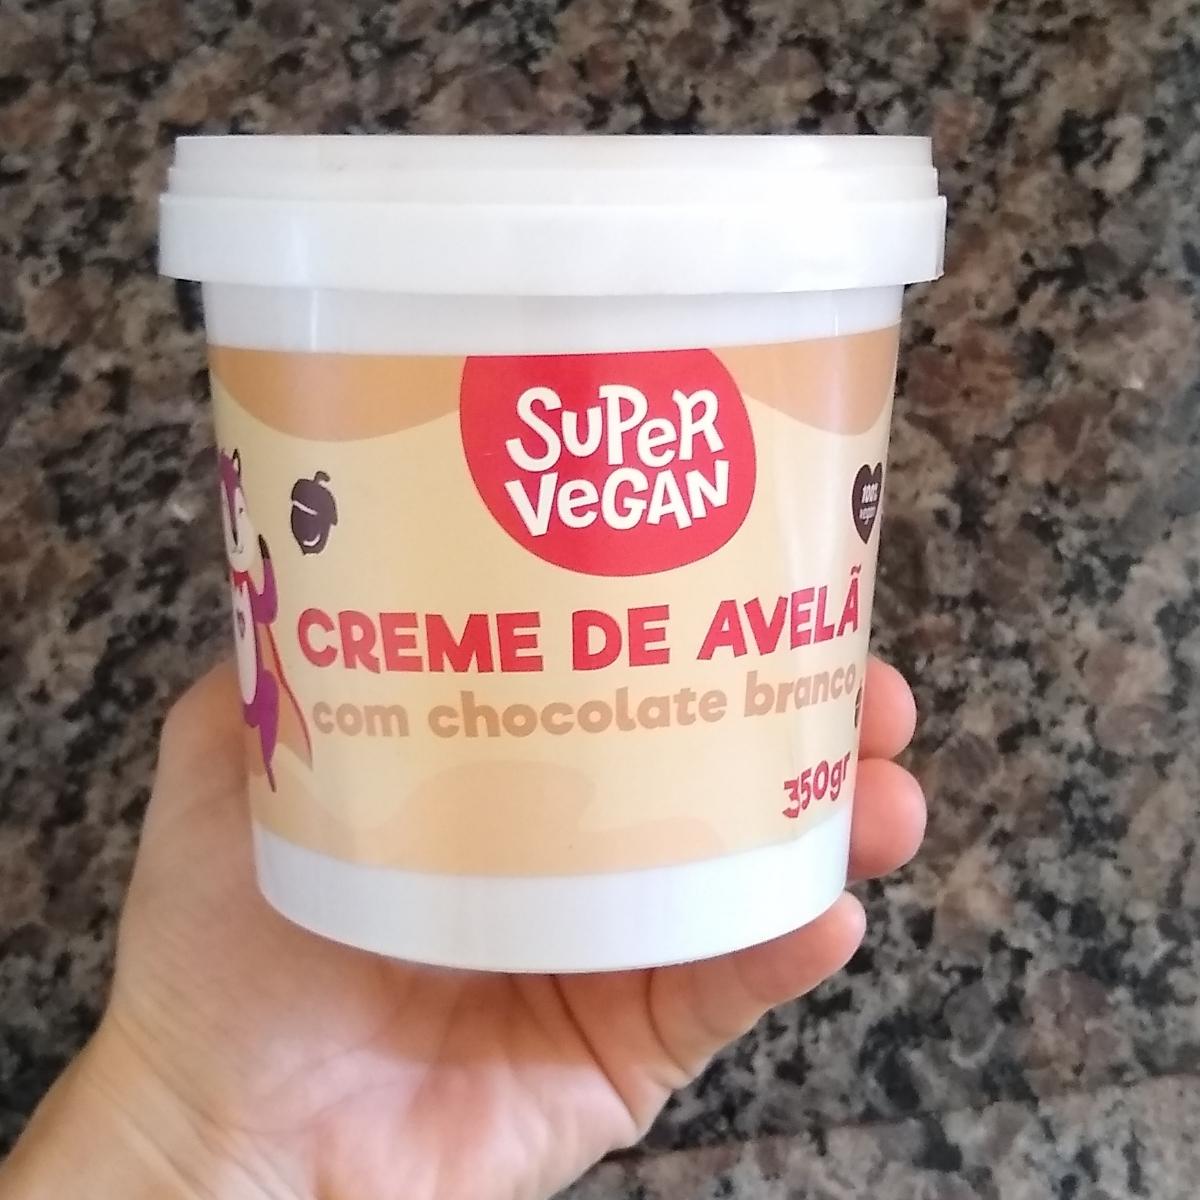 SUPER
VEGAN
100%
vegan
CREME DE AVELÃ
com chocolate branco
350gr